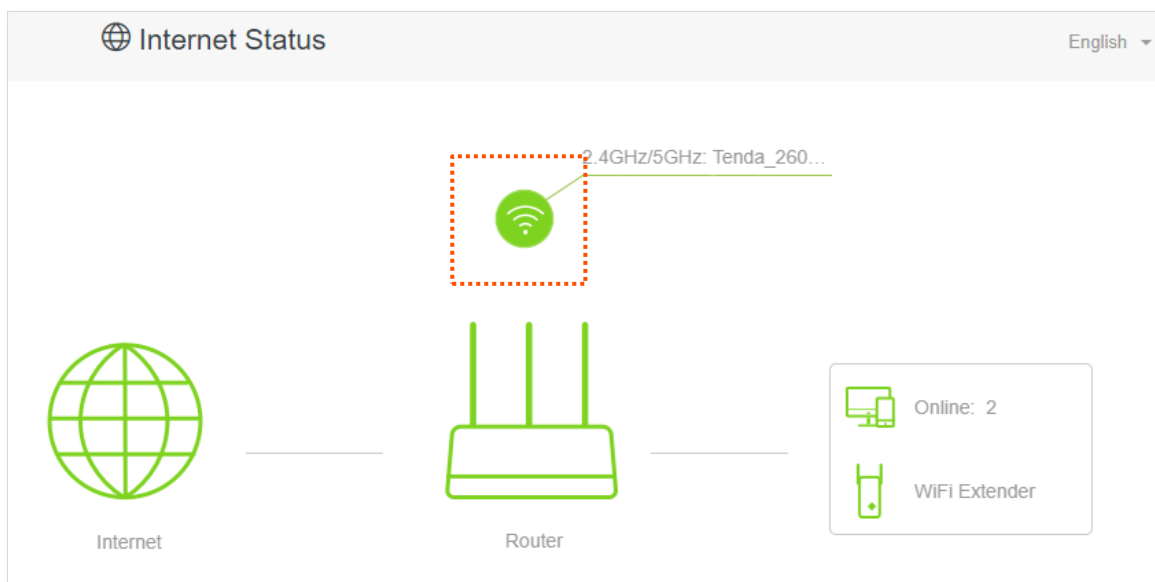 Internet Status
English
2.4GHz/5GHz: Tenda_260...
Online: 2
WiFi Extender
Internet
Router